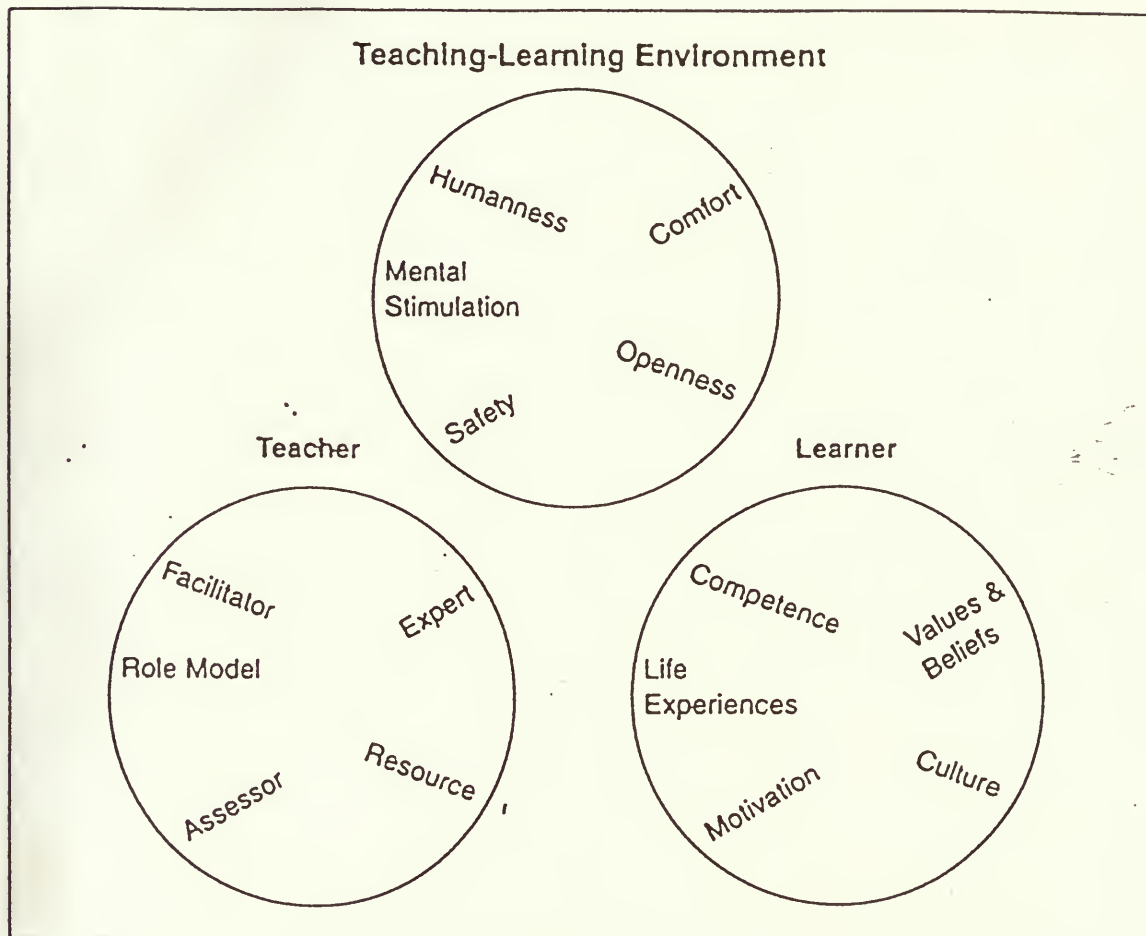 Teaching-Learning Environment
Humanness
Comfort
Mental
Stimulation
Openness
Safety
Teacher
Facilitator
Expert
Role Model
Resource
Assessor
Learner
Competence
Values &
Beliefs
Life
Experiences
Culture
Motivation